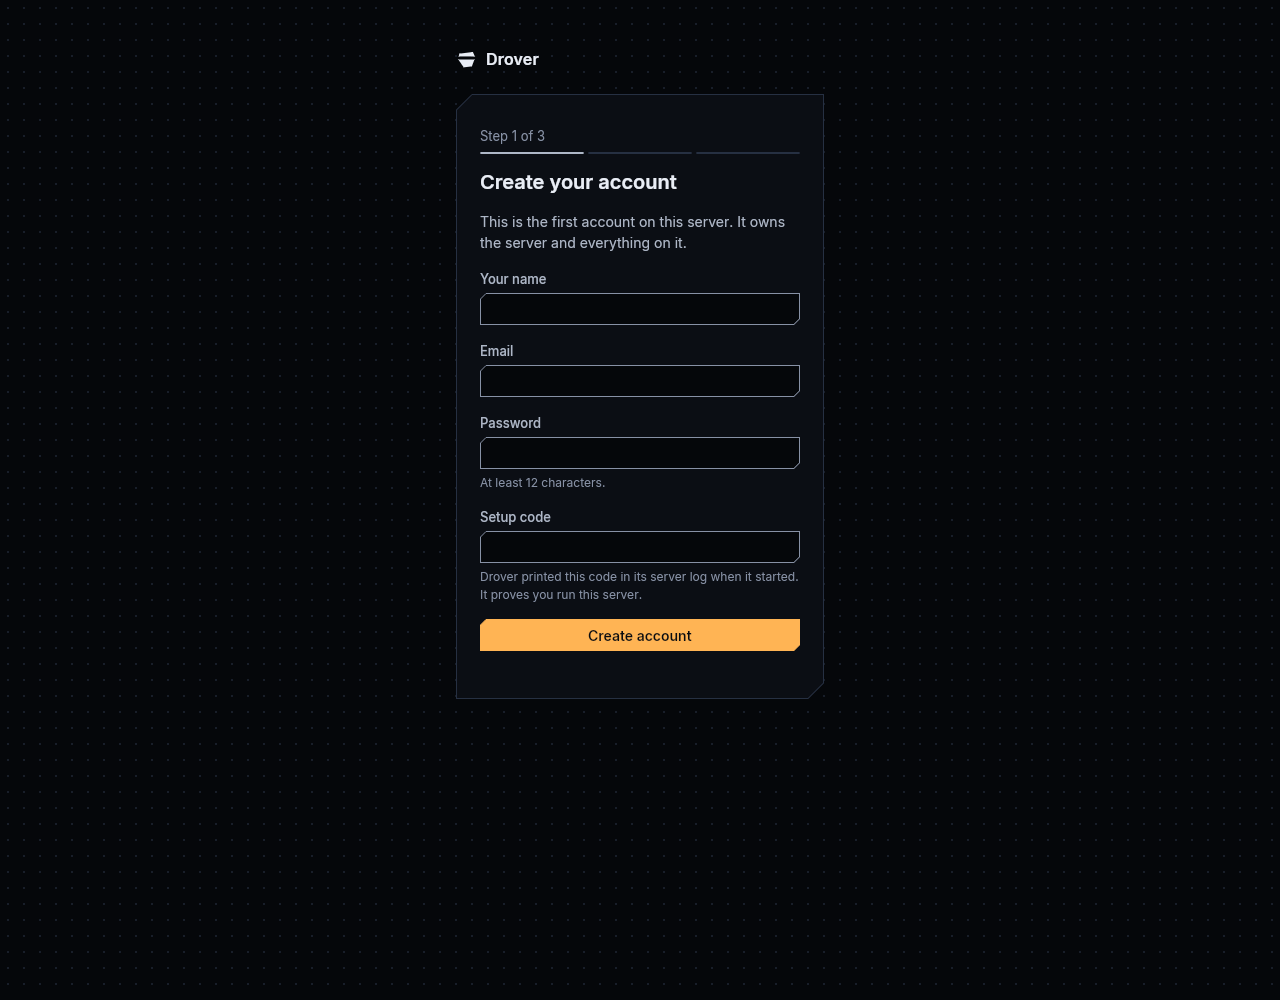 Drover
Step 1 of 3
Create your account
This is the first account on this server. It owns
the server and everything on it.
Your name
Email
Password
At least 12 characters.
Setup code
Drover printed this code in its server log when it started.
It proves you run this server.
Create account